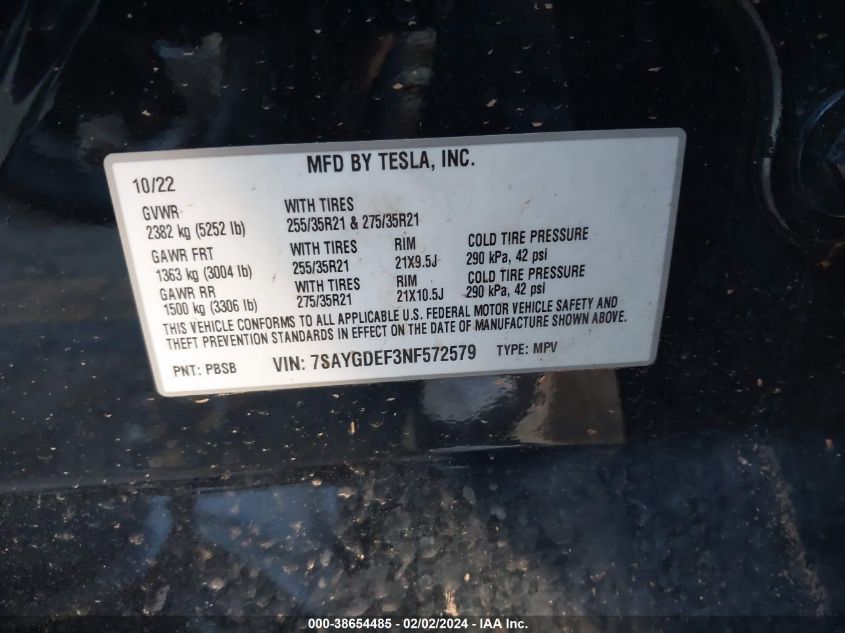 MFD BY TESLA, INC.
10/22
GVWR WITH TIRES
2382 kg (5252 lb) 255/35R21 & 275/35R21
GAWR FRT WITH TIRES RIM COLD TIRE PRESSURE
1363 kg (3004 lb) 255/35R21 21X9.5J 290 kPa, 42 psi
GAWR RR WITH TIRES RIM COLD TIRE PRESSURE
1500 kg (3306 lb) 275/35R21 21X10.5J 290 kPa, 42 psi
THIS VEHICLE CONFORMS TO ALL APPLICABLE U.S. FEDERAL MOTOR VEHICLE SAFETY AND
THEFT PREVENTION STANDARDS IN EFFECT ON THE DATE OF MANUFACTURE SHOWN ABOVE.
PNT: PBSB VIN: 7SAYGDEF3NF572579 TYPE: MPV
000-38654485 - 02/02/2024 - IAA Inc.